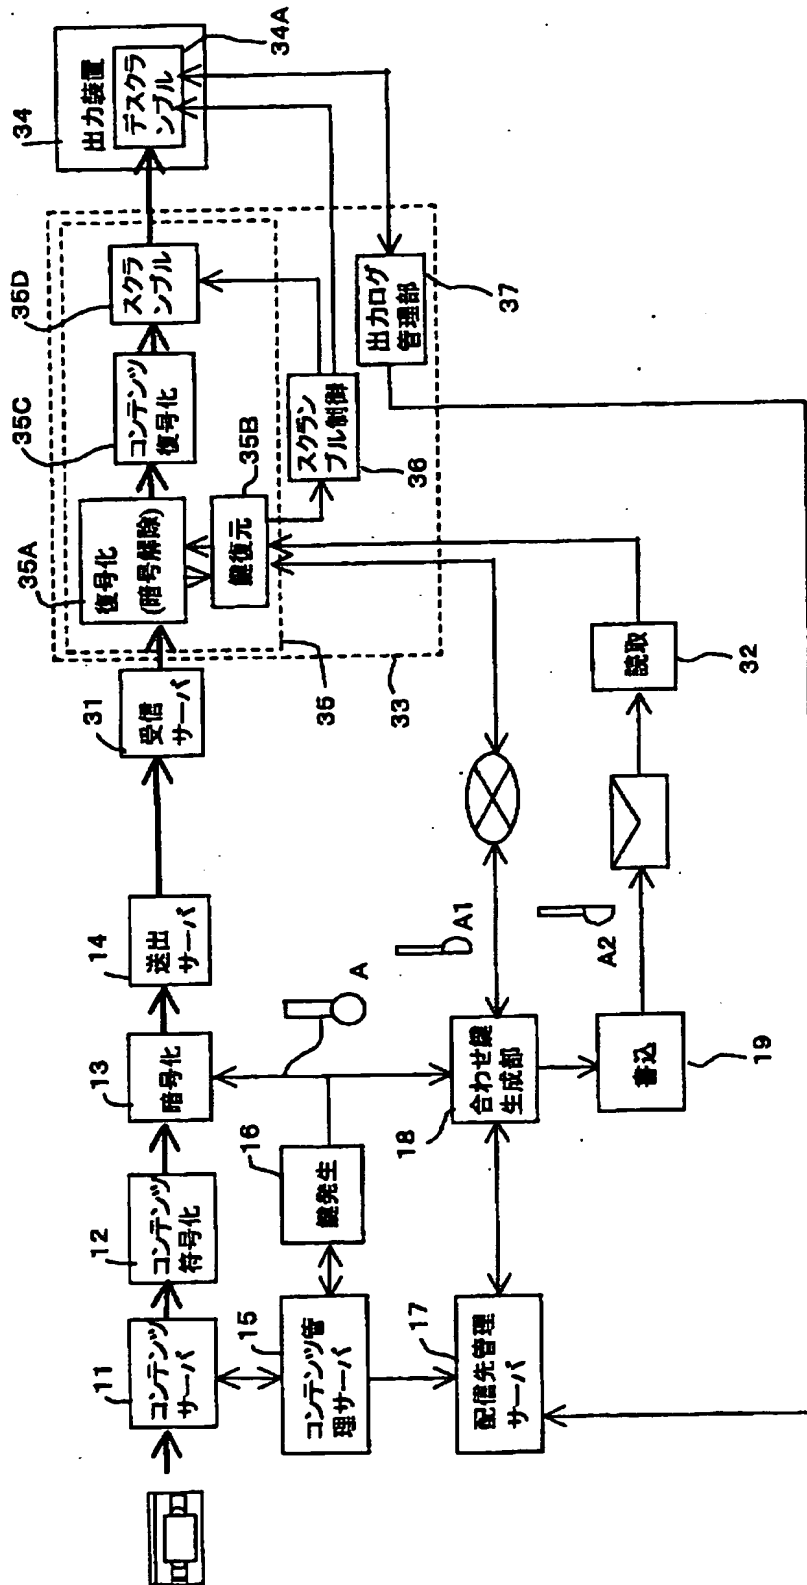 11
コンテンツ
サーバ
12
コンテンツ
符号化
13
暗号化
14
送出
サーバ
31
受信
サーバ
35A
復号化
(暗号解除)
35C
コンテンツ
復号化
35D
スクラ
ンブル
34
出力装置
デスクラ
ンブル
34A
15
コンテンツ管
理サーバ
16
鍵発生
A
35B
鍵復元
35
33
スクラン
ブル制御
36
出力ログ
管理部
37
17
配信先管理
サーバ
18
合わせ鍵
生成部
A1
A2
書込
19
読取
32